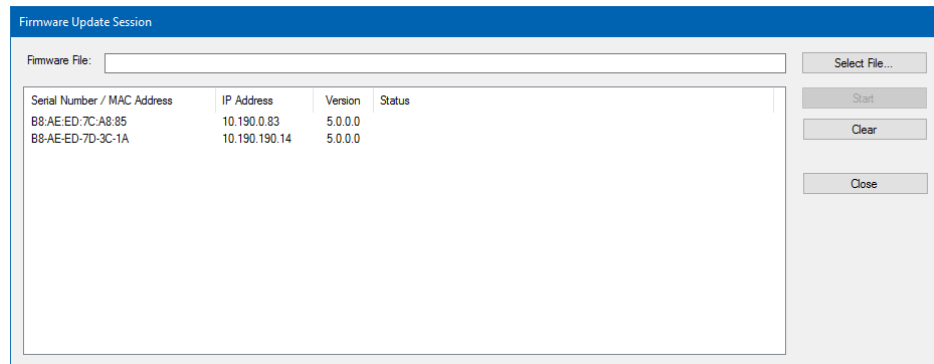 Firmware Update Session
Firmware File:
Select File...
Serial Number / MAC Address IP Address Version Status
Start
B8:AE:ED:7C:A8:85 10.190.0.83 5.0.0.0
Clear
B8-AE-ED-7D-3C-1A 10.190.190.14 5.0.0.0
Close